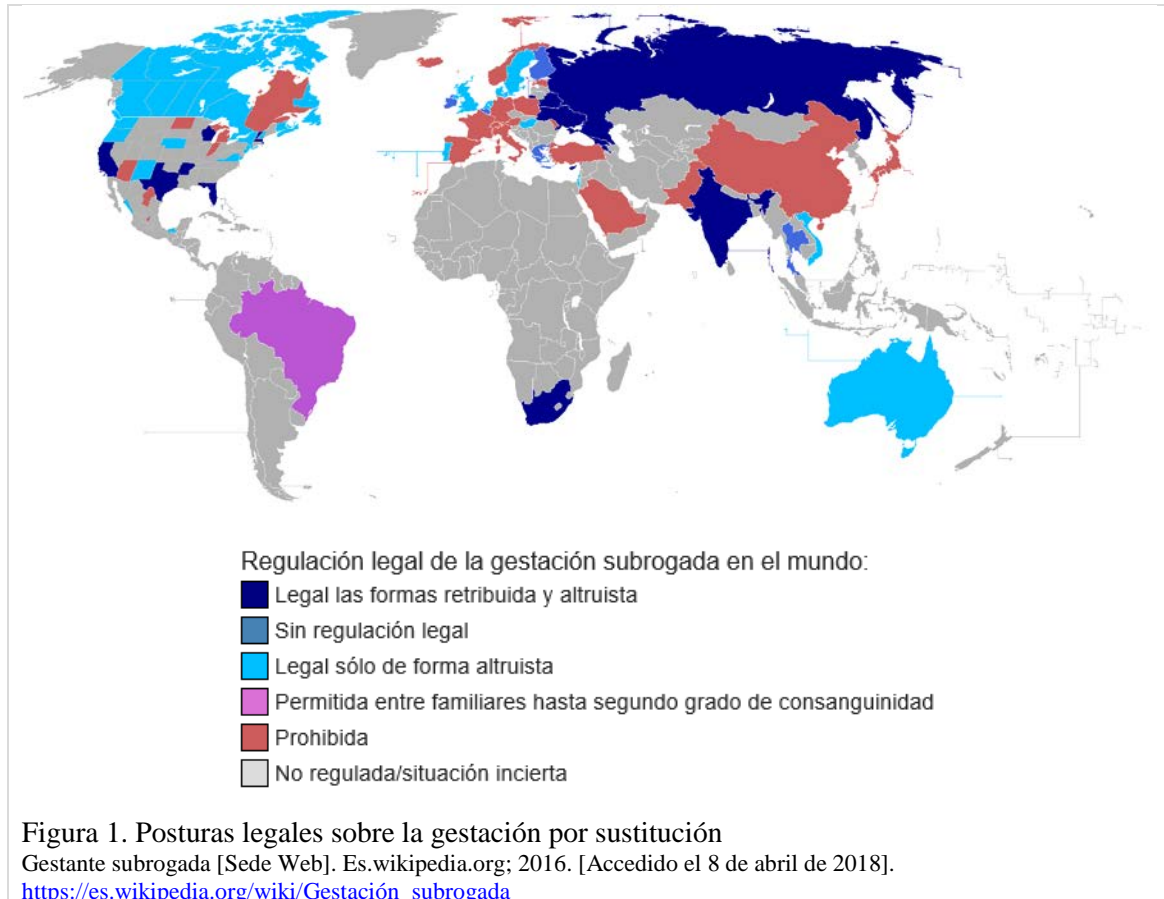 Regulación legal de la gestación subrogada en el mundo:
Legal las formas retribuida y altruista
Sin regulación legal
Legal sólo de forma altruista
Permitida entre familiares hasta segundo grado de consanguinidad
Prohibida
No regulada/situación incierta
Figura 1. Posturas legales sobre la gestación por sustitución
Gestante subrogada [Sede Web]. Es.wikipedia.org; 2016. [Accedido el 8 de abril de 2018].
https://es.wikipedia.org/wiki/Gestación_subrogada